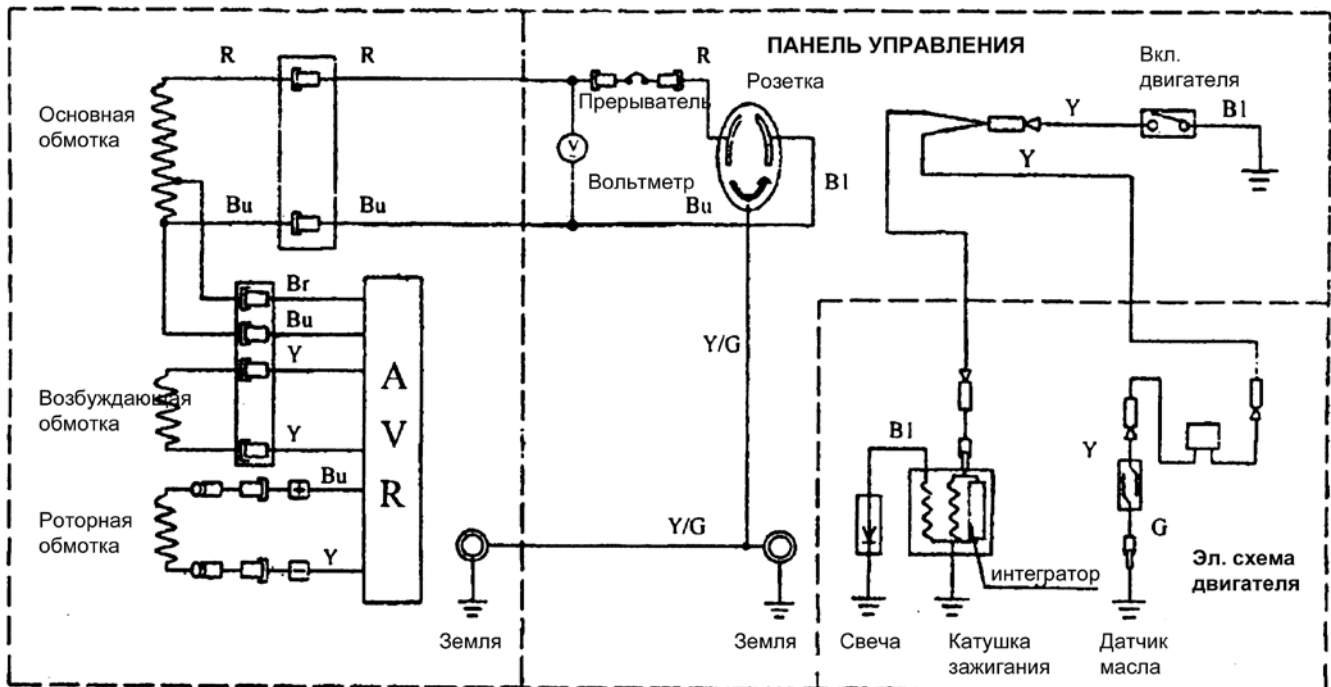 ПАНЕЛЬ УПРАВЛЕНИЯ
R
R
R
Розетка
Вкл.
двигателя
Основная
обмотка
Прерыватель
Y
Bl
V
Вольтметр
Y
Bl
Bu
Bu
Bu
Br
Bu
Y
Y/G
A
V
R
Возбуждающая
обмотка
Y
Bl
Y
Bu
+
Роторная
обмотка
Y/G
G
Y
−
интегратор
Эл. схема
двигателя
Земля
Земля
Свеча
Катушка
зажигания
Датчик
масла